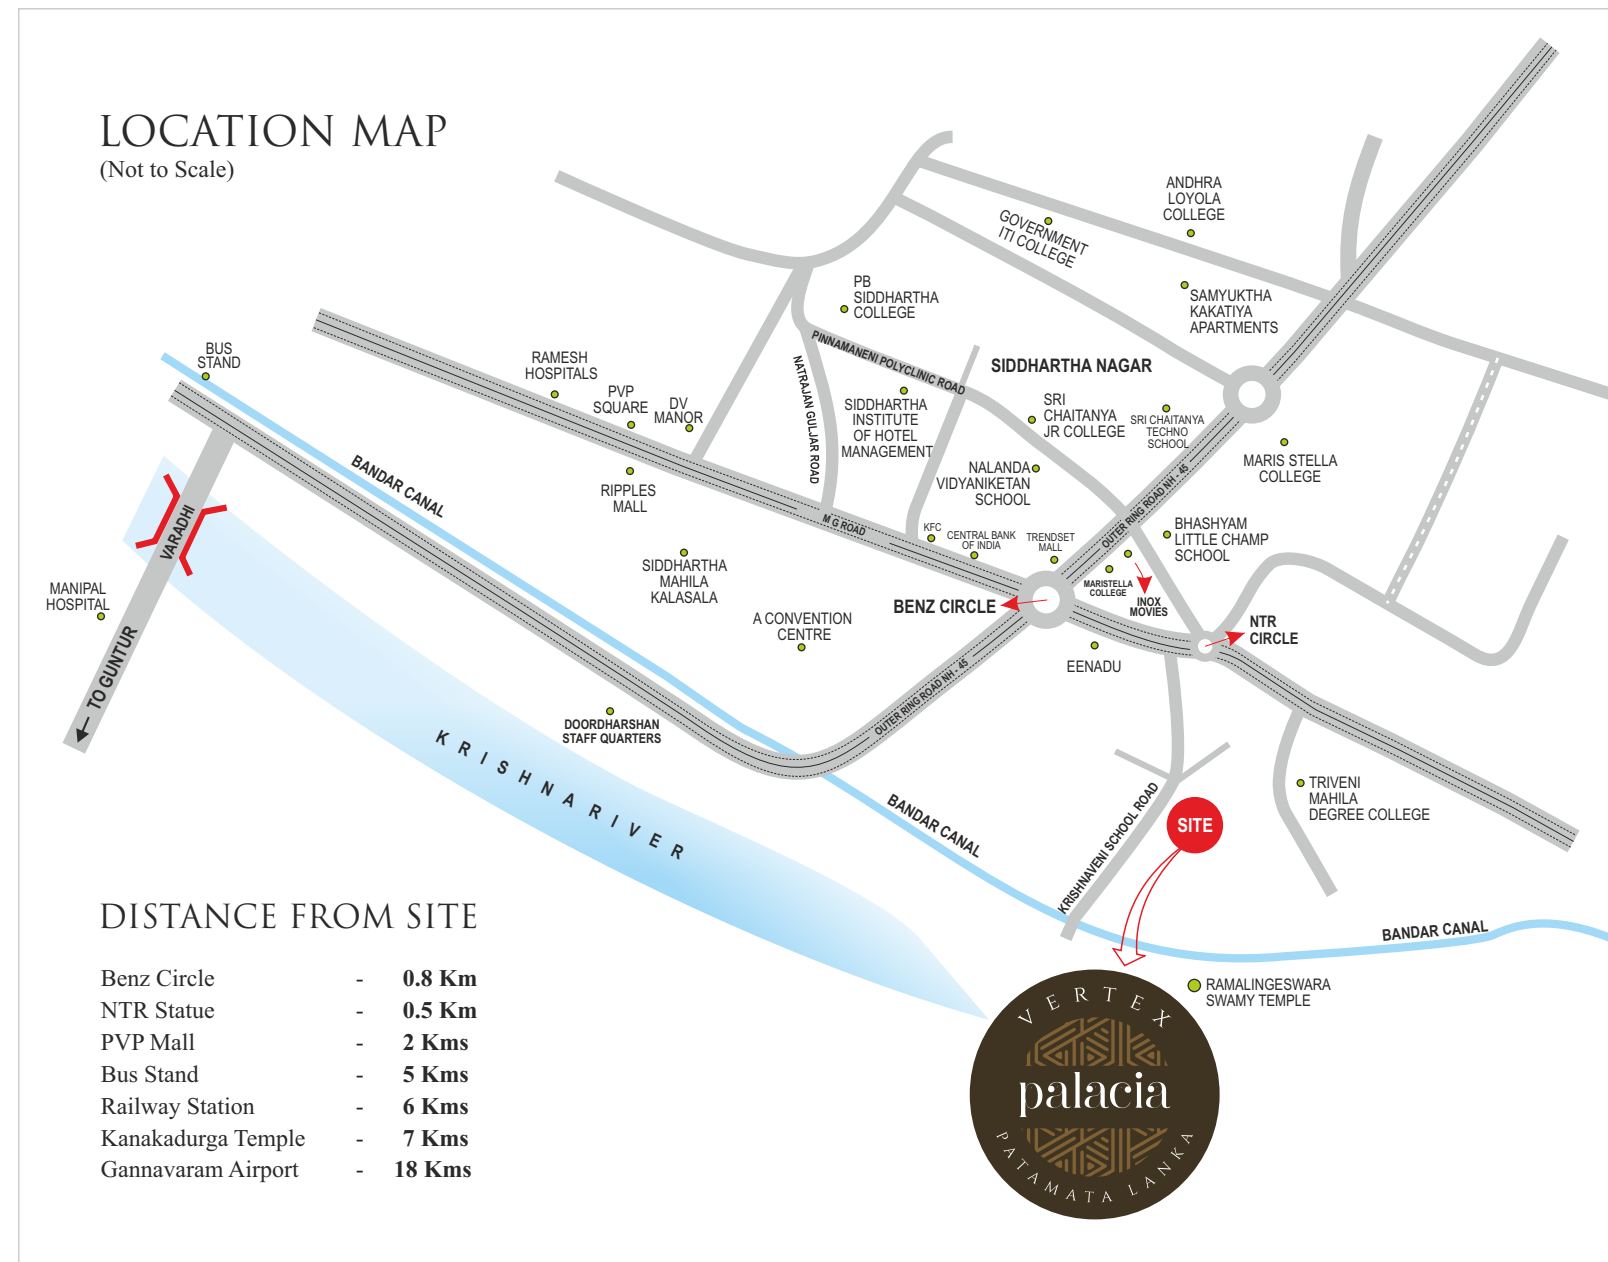 LOCATION MAP
(Not to Scale)
ANDHRA
LOYOLA
COLLEGE
GOVERNMENT
ITI COLLEGE
PB
SIDDHARTHA
COLLEGE
SAMYUKTHA
KAKATIYA
APARTMENTS
BUS
STAND
RAMESH
HOSPITALS
PVP
SQUARE
DV
MANOR
PINNAMANENI POLYCLINIC ROAD
NATRAJAN GULJAR ROAD
SIDDHARTHA NAGAR
SIDDHARTHA
INSTITUTE
OF HOTEL
MANAGEMENT
SRI
CHAITANYA
JR COLLEGE
SRI CHAITANYA
TECHNO
SCHOOL
MARIS STELLA
COLLEGE
NALANDA
VIDYANIKETAN
SCHOOL
BANDAR CANAL
RIPPLES
MALL
M G ROAD
OUTER RING ROAD NH - 45
KFC
CENTRAL BANK
OF INDIA
TRENDSET
MALL
BHASHYAM
LITTLE CHAMP
SCHOOL
VARADHI
SIDDHARTHA
MAHILA
KALASALA
MARISTELLA
COLLEGE
INOX
MOVIES
MANIPAL
HOSPITAL
BENZ CIRCLE
A CONVENTION
CENTRE
NTR
CIRCLE
EENADU
TO GUNTUR
OUTER RING ROAD NH - 45
DOORDHARSHAN
STAFF QUARTERS
KRISHNA RIVER
BANDAR CANAL
KRISHNAVENI SCHOOL ROAD
SITE
TRIVENI
MAHILA
DEGREE COLLEGE
BANDAR CANAL
RAMALINGESWARA
SWAMY TEMPLE
VERTEX
palacia
PATAMATA LANKA
DISTANCE FROM SITE
Benz Circle - 0.8 Km
NTR Statue - 0.5 Km
PVP Mall - 2 Kms
Bus Stand - 5 Kms
Railway Station - 6 Kms
Kanakadurga Temple - 7 Kms
Gannavaram Airport - 18 Kms